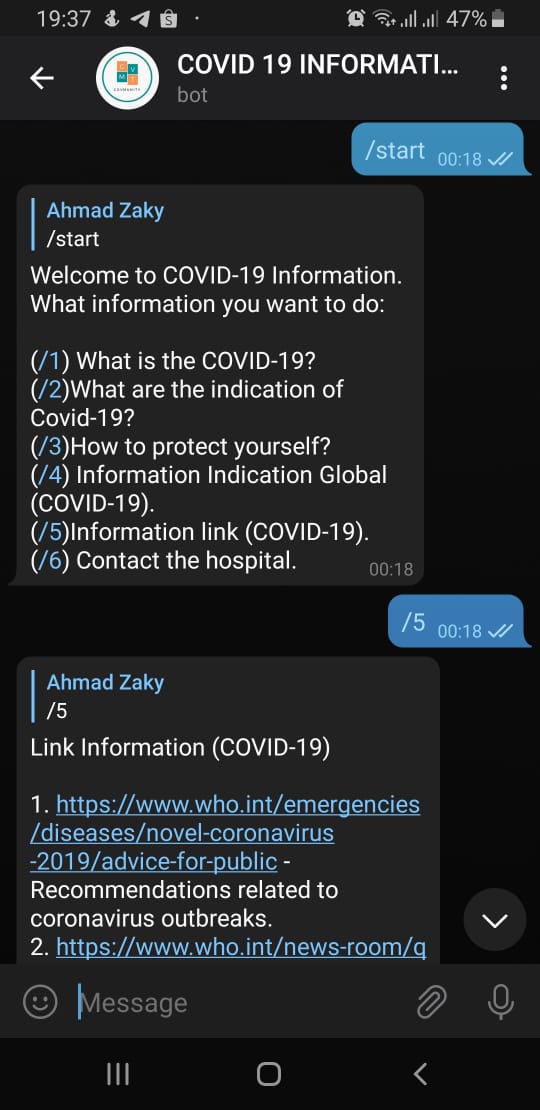 19:37
47%
COVID 19 INFORMATI...
bot
/start 00:18
Ahmad Zaky
/start
Welcome to COVID-19 Information.
What information you want to do:
(/1) What is the COVID-19?
(/2)What are the indication of
Covid-19?
(/3)How to protect yourself?
(/4) Information Indication Global
(COVID-19).
(/5)Information link (COVID-19).
(/6) Contact the hospital.
00:18
/5 00:18
Ahmad Zaky
/5
Link Information (COVID-19)
1. https://www.who.int/emergencies
/diseases/novel-coronavirus
-2019/advice-for-public -
Recommendations related to
coronavirus outbreaks.
2. https://www.who.int/news-room/q
Message